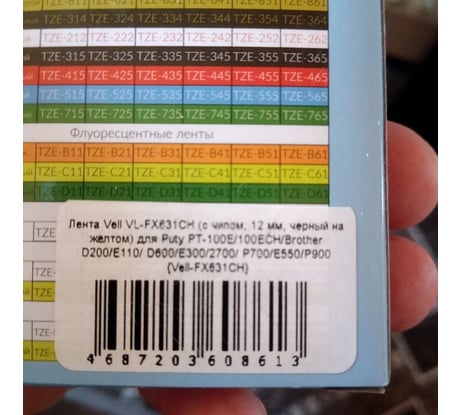 TZE-314 TZE-324 TZE-334 TZE-344 TZE-354 TZE-364
TZE-212 TZE-222 TZE-232 TZE-242 TZE-252 TZE-262
TZE-315 TZE-325 TZE-335 TZE-345 TZE-355 TZE-365
TZE-415 TZE-425 TZE-435 TZE-445 TZE-455 TZE-465
TZE-515 TZE-525 TZE-535 TZE-545 TZE-555 TZE-565
TZE-715 TZE-725 TZE-735 TZE-745 TZE-755 TZE-765
Флуоресцентные ленты
TZE-B11 TZE-B21 TZE-B31 TZE-B41 TZE-B51 TZE-B61
TZE-C11 TZE-C21 TZE-C31 TZE-C41 TZE-C51 TZE-C61
TZE-D11 TZE-D21 TZE-D31 TZE-D41 TZE-D51 TZE-D61
Лента Vell VL-FX631CH (с чипом, 12 мм, черный на
желтом) для Puty PT-100E/100ECH/Brother
D200/E110/ D600/E300/2700/ P700/E550/P900
{Vell-FX631CH}
4 687203 608613